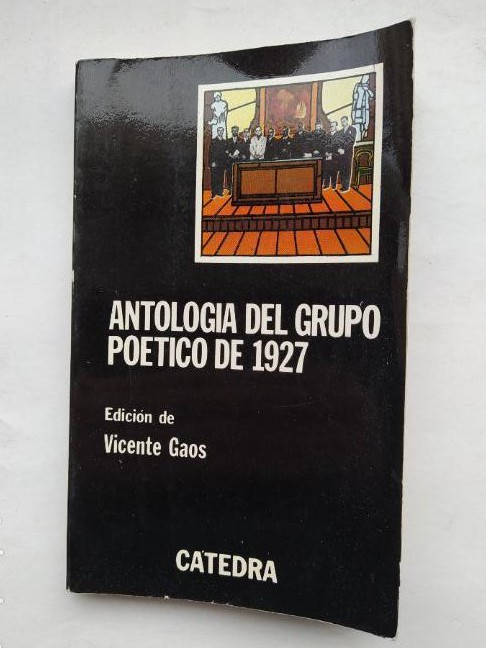 ANTOLOGIA DEL GRUPO
POETICO DE 1927
Edición de
Vicente Gaos
CATEDRA